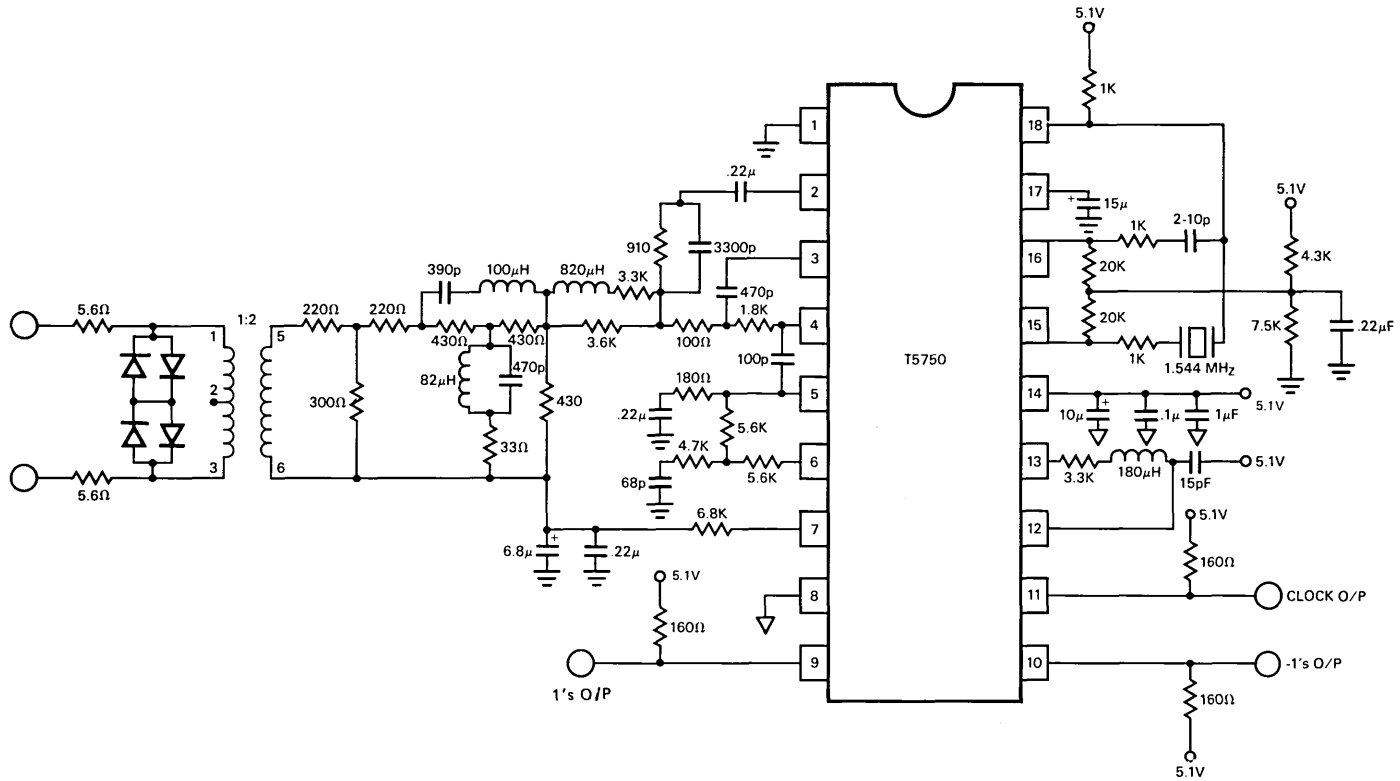 5.1V
1K
1
18
.22μ
2
17
+
15μ
5.1V
2-10p
1K
910
3300p
3
16
4.3K
390p
100μH
820μH
3.3K
20K
470p
5.6Ω
1:2
220Ω
220Ω
1.8K
5
1
430Ω
430Ω
3.6K
100Ω
4
15
20K
7.5K
.22μF
T5750
1K
1.544 MHz
100p
82μH
470p
2
300Ω
430
180Ω
5
14
5.1V
.22μ
5.6K
10μ
+
.1μ
1μF
33Ω
4.7K
3
6
6
13
5.1V
5.6Ω
68p
5.6K
3.3K
180μH
15pF
6.8K
5.1V
7
12
6.8μ
+
.22μ
5.1V
160Ω
8
11
CLOCK O/P
160Ω
9
10
-1's O/P
1's O/P
160Ω
5.1V